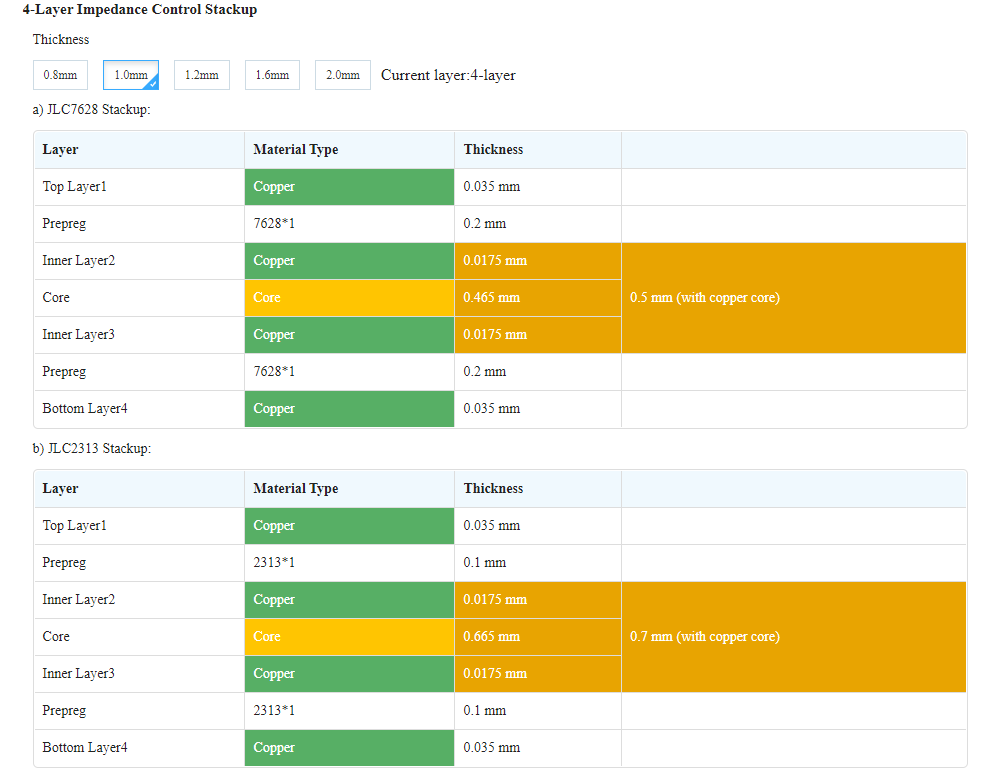 4-Layer Impedance Control Stackup
Thickness
0.8mm 1.0mm 1.2mm 1.6mm 2.0mm Current layer:4-layer
a) JLC7628 Stackup:
Layer Material Type Thickness
Top Layer1 Copper 0.035 mm
Prepreg 7628*1 0.2 mm
Inner Layer2 Copper 0.0175 mm
Core Core 0.465 mm 0.5 mm (with copper core)
Inner Layer3 Copper 0.0175 mm
Prepreg 7628*1 0.2 mm
Bottom Layer4 Copper 0.035 mm
b) JLC2313 Stackup:
Layer Material Type Thickness
Top Layer1 Copper 0.035 mm
Prepreg 2313*1 0.1 mm
Inner Layer2 Copper 0.0175 mm
Core Core 0.665 mm 0.7 mm (with copper core)
Inner Layer3 Copper 0.0175 mm
Prepreg 2313*1 0.1 mm
Bottom Layer4 Copper 0.035 mm